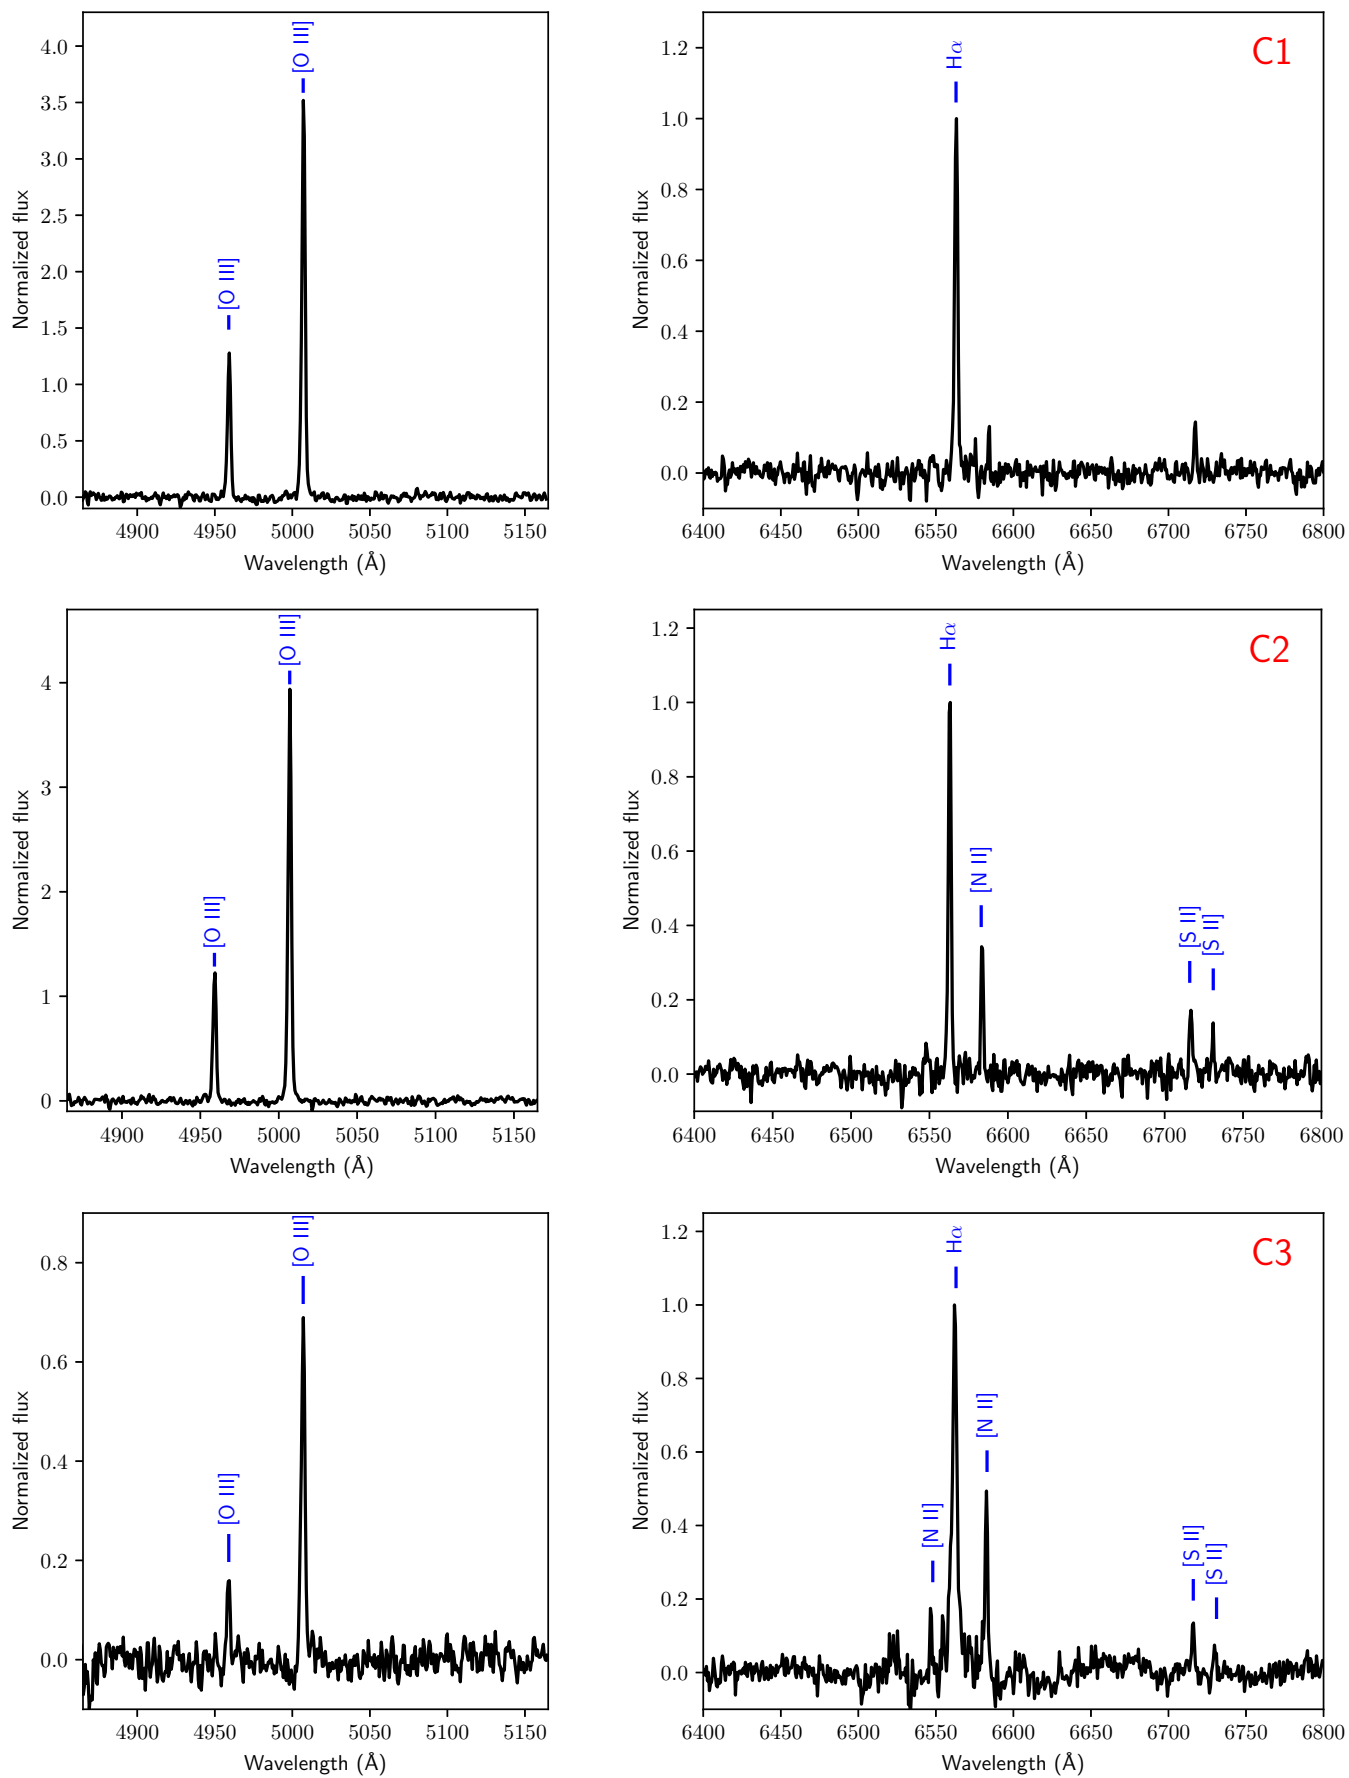 [O III]
[O III]
Normalized flux
4.0
3.5
3.0
2.5
2.0
1.5
1.0
0.5
0.0
4900 4950 5000 5050 5100 5150
Wavelength (Å)
C1
Hα
Normalized flux
1.2
1.0
0.8
0.6
0.4
0.2
0.0
6400 6450 6500 6550 6600 6650 6700 6750 6800
Wavelength (Å)
[O III]
[O III]
Normalized flux
4
3
2
1
0
4900 4950 5000 5050 5100 5150
Wavelength (Å)
C2
Hα
[N II]
[S II]
[S II]
Normalized flux
1.2
1.0
0.8
0.6
0.4
0.2
0.0
6400 6450 6500 6550 6600 6650 6700 6750 6800
Wavelength (Å)
[O III]
[O III]
Normalized flux
0.8
0.6
0.4
0.2
0.0
4900 4950 5000 5050 5100 5150
Wavelength (Å)
C3
Hα
[N II]
[N II]
[S II]
[S II]
Normalized flux
1.2
1.0
0.8
0.6
0.4
0.2
0.0
6400 6450 6500 6550 6600 6650 6700 6750 6800
Wavelength (Å)